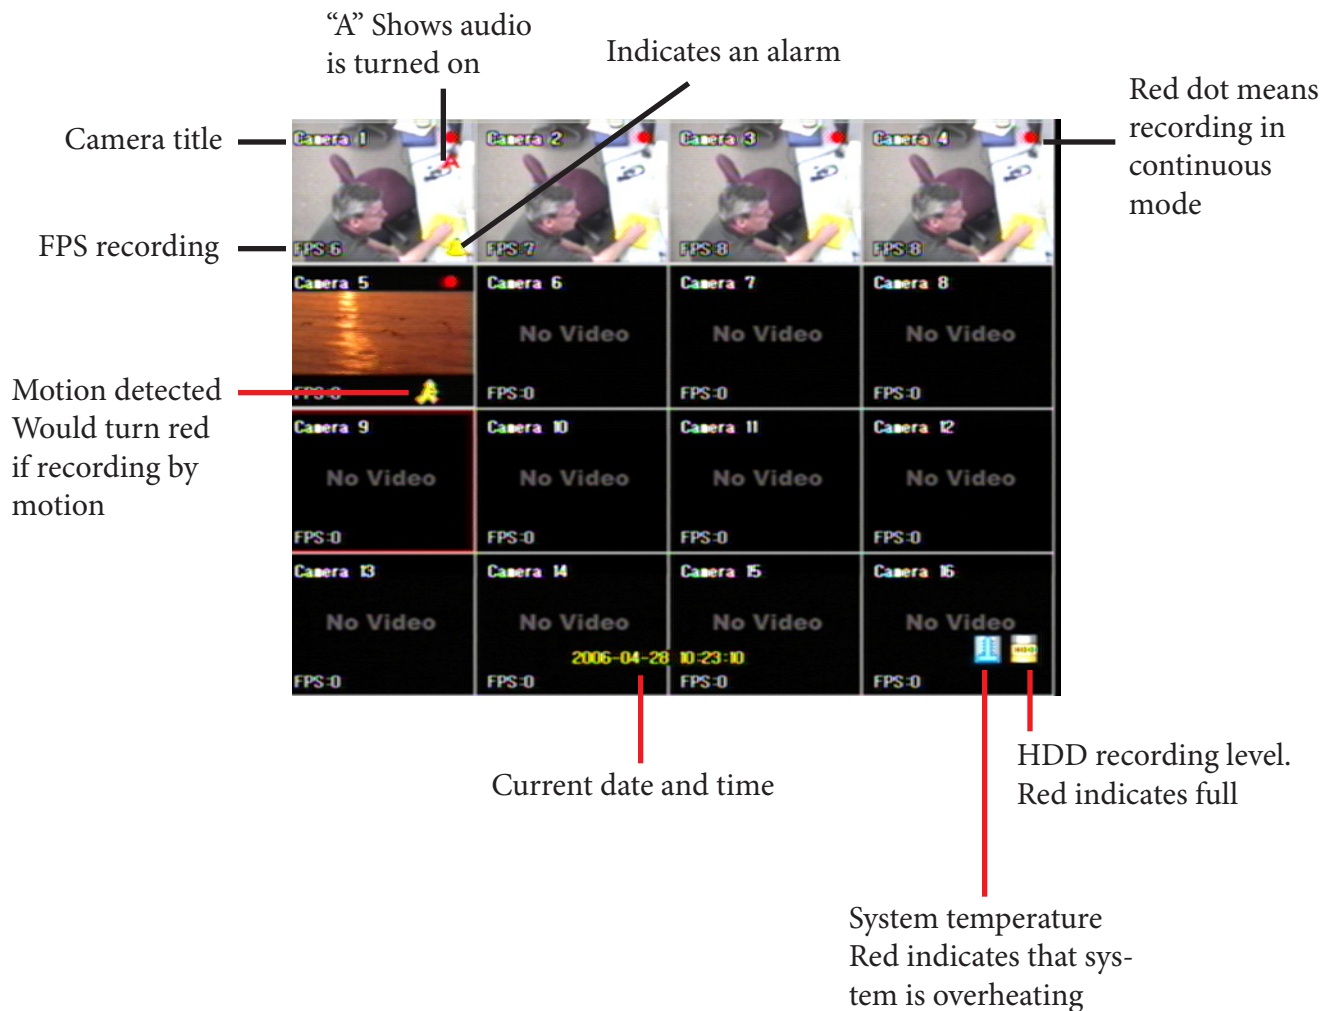 “A” Shows audio
is turned on
Indicates an alarm
Red dot means
recording in
continuous
mode
Camera title
FPS recording
Motion detected
Would turn red
if recording by
motion
Camera 1
A
Camera 2
Camera 3
Camera 4
FPS:6
FPS:7
FPS:8
FPS:8
Camera 5
Camera 6
Camera 7
Camera 8
No Video
No Video
No Video
FPS:0
FPS:0
FPS:0
FPS:0
Camera 9
Camera 10
Camera 11
Camera 12
No Video
No Video
No Video
No Video
FPS:0
FPS:0
FPS:0
FPS:0
Camera 13
Camera 14
Camera 15
Camera 16
No Video
No Video
No Video
No Video
2006-04-28 10:23:10
HDD
FPS:0
FPS:0
FPS:0
FPS:0
Current date and time
HDD recording level.
Red indicates full
System temperature
Red indicates that sys-
tem is overheating